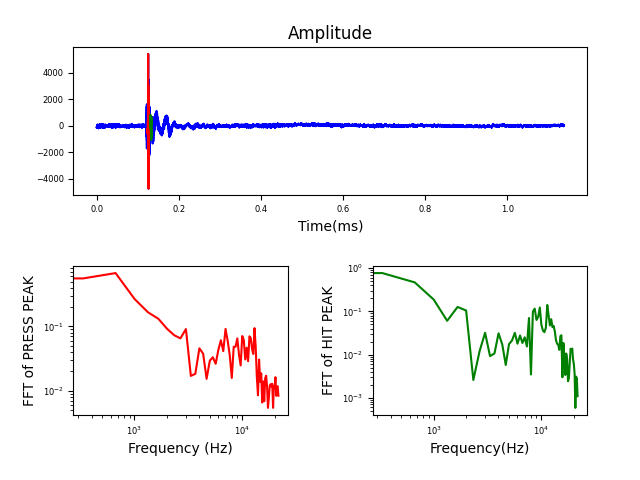 Amplitude
4000
2000
0
−2000
−4000
0.0 0.2 0.4 0.6 0.8 1.0
Time(ms)
FFT of PRESS PEAK
10⁻¹
10⁻²
10³ 10⁴
Frequency (Hz)
FFT of HIT PEAK
10⁰
10⁻¹
10⁻²
10⁻³
10³ 10⁴
Frequency(Hz)